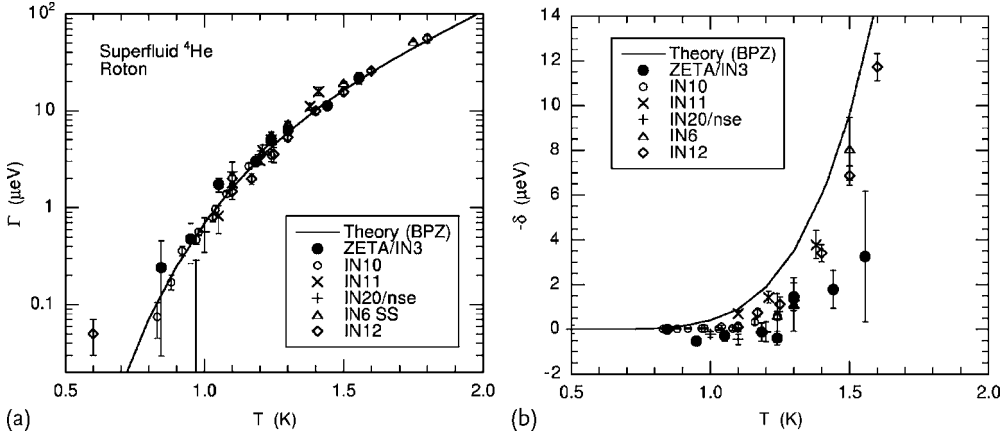 Superfluid ⁴He
Roton
100
10
1
0.1
Γ (μeV)
Theory (BPZ)
ZETA/IN3
IN10
IN11
IN20/nse
IN6 SS
IN12
0.5
1.0
1.5
2.0
T (K)
(a)
14
12
10
8
6
4
2
0
-2
-δ (μeV)
Theory (BPZ)
ZETA/IN3
IN10
IN11
IN20/nse
IN6
IN12
0.5
1.0
1.5
2.0
T (K)
(b)